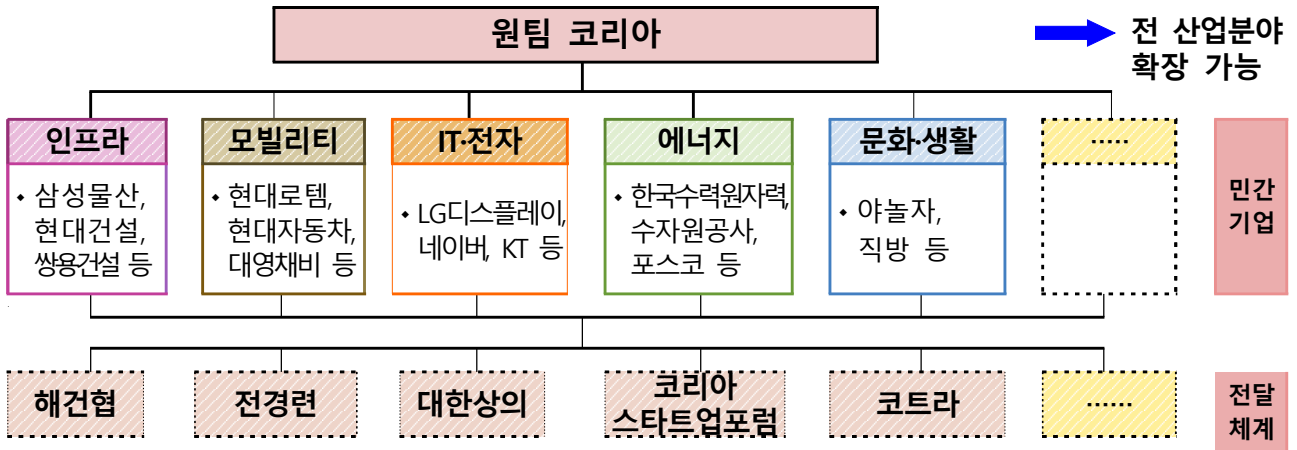 원팀 코리아
전 산업분야
확장 가능
인프라
모빌리티
IT·전자
에너지
문화·생활
·····
민간
기업
⬩ 삼성물산,
현대건설,
쌍용건설 등
⬩ 현대로템,
현대자동차,
대영채비 등
⬩ LG디스플레이,
네이버, KT 등
⬩ 한국수력원자력,
수자원공사,
포스코 등
⬩ 야놀자,
직방 등
해건협
전경련
대한상의
코리아
스타트업포럼
코트라
······
전달
체계